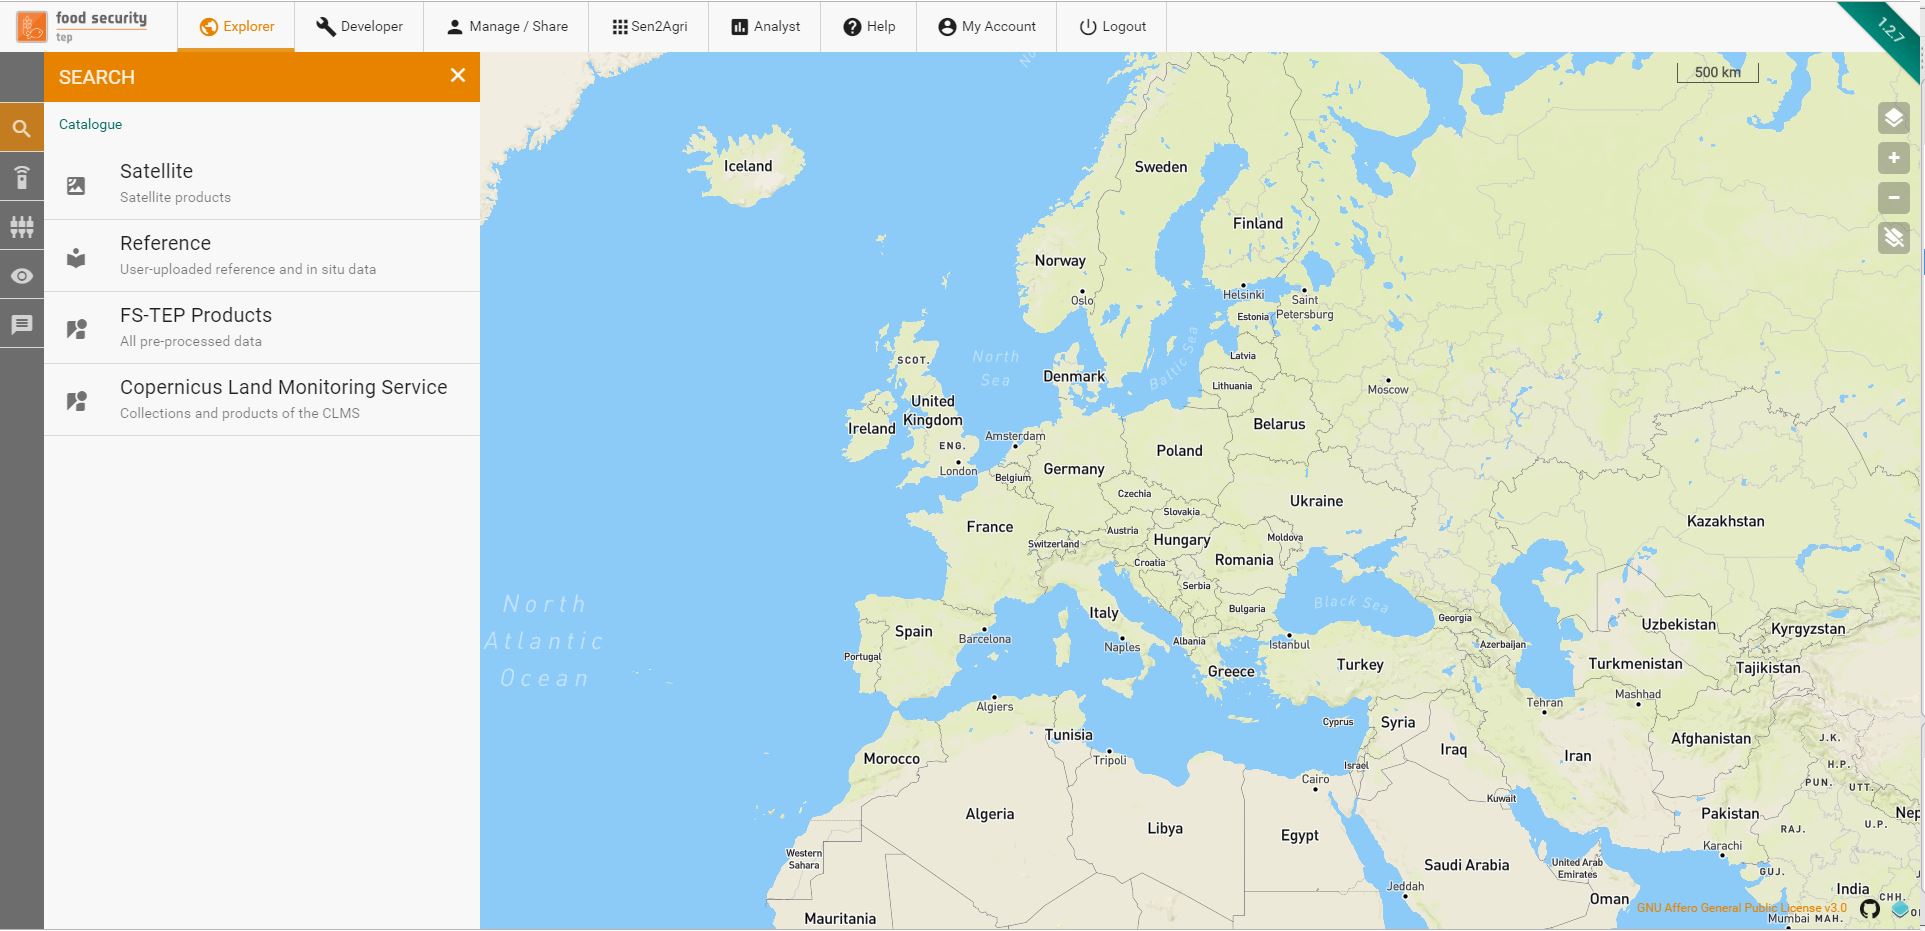 food security
tep
Explorer
Developer
Manage / Share
Sen2Agri
Analyst
Help
My Account
Logout
1.2.7
SEARCH
Catalogue
Satellite
Satellite products
Reference
User-uploaded reference and in situ data
FS-TEP Products
All pre-processed data
Copernicus Land Monitoring Service
Collections and products of the CLMS
500 km
Iceland
Sweden
Finland
Norway
Oslo
Helsinki
Saint
Petersburg
Estonia
SCOT.
North
Sea
Baltic Sea
Latvia
Denmark
Lithuania
Moscow
United
Kingdom
Ireland
Belarus
Amsterdam
ENG.
London
Poland
Germany
Belgium
Czechia
Ukraine
Slovakia
France
Austria
Kazakhstan
Switzerland
Hungary
Moldova
Croatia
Romania
Serbia
North
Atlantic
Ocean
Italy
Bulgaria
Black Sea
Georgia
Spain
Barcelona
Naples
Albania
Istanbul
Azerbaijan
Uzbekistan
Kyrgyzstan
Portugal
Greece
Turkey
Turkmenistan
Tajikistan
Mashhad
Algiers
Tehran
Cyprus
Syria
Tunisia
Morocco
Tripoli
Israel
Iraq
Iran
Afghanistan
J.K.
H.P.
Cairo
PUN.
UTT.
Kuwait
Algeria
Libya
Egypt
Pakistan
Nep
RAJ.
U.P.
Western
Sahara
Saudi Arabia
United Arab
Emirates
Karachi
GUJ.
Jeddah
Oman
India
CHH.
Mauritania
GNU Affero General Public License v3.0
Mumbai
MAH.